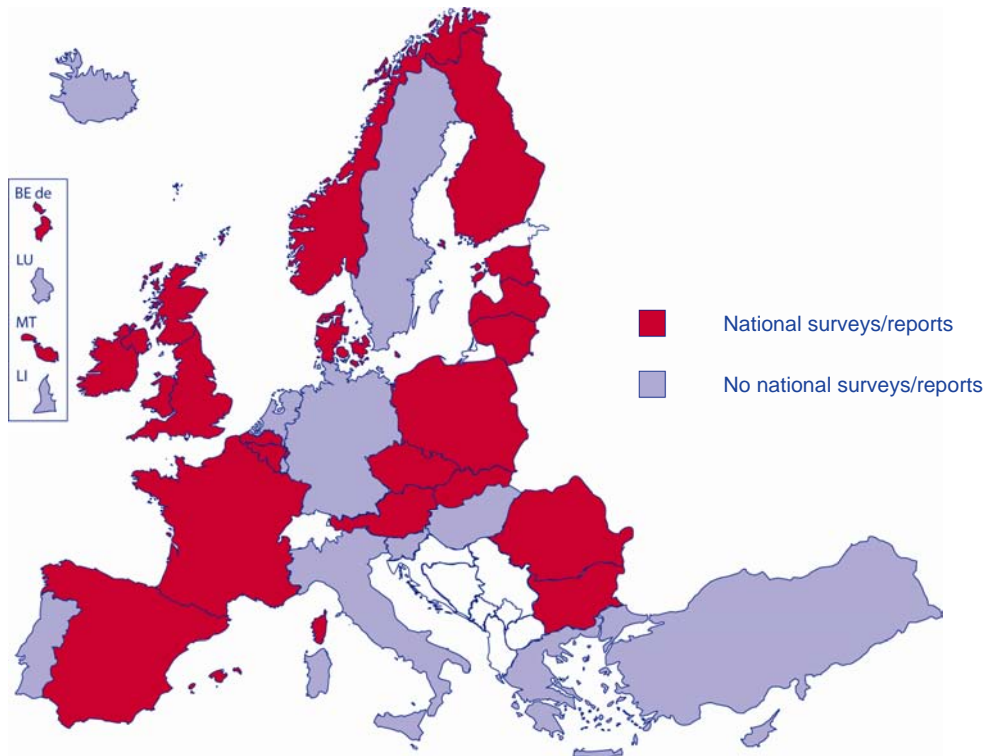 BE de
LU
MT
LI
National surveys/reports
No national surveys/reports